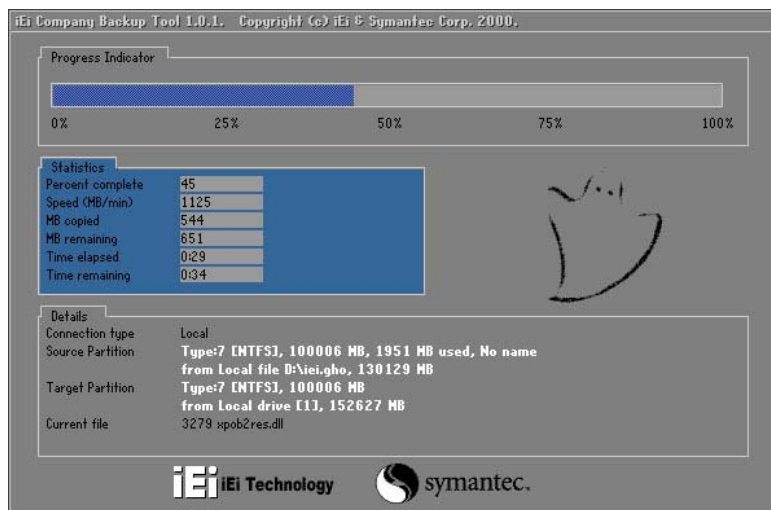 iEi Company Backup Tool 1.0.1.   Copyright (c) iEi & Symantec Corp. 2000.
Progress Indicator
0% 25% 50% 75% 100%
Statistics
Percent complete 45
Speed (MB/min) 1125
MB copied 544
MB remaining 651
Time elapsed 0:29
Time remaining 0:34
Details
Connection type Local
Source Partition Type:7 [NTFS], 100006 MB, 1951 MB used, No name
from Local file D:\iei.gho, 130129 MB
Target Partition Type:7 [NTFS], 100006 MB
from Local drive [1], 152627 MB
Current file 3279 xpob2res.dll
iEi iEi Technology symantec.